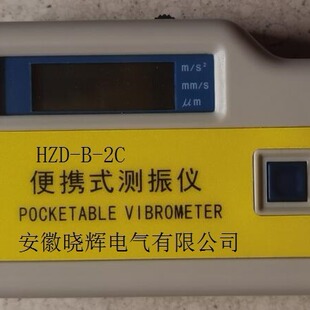 m/s²
mm/s
μm
HZD-B-2C
便携式测振仪
POCKETABLE VIBROMETER
安徽晓辉电气有限公司